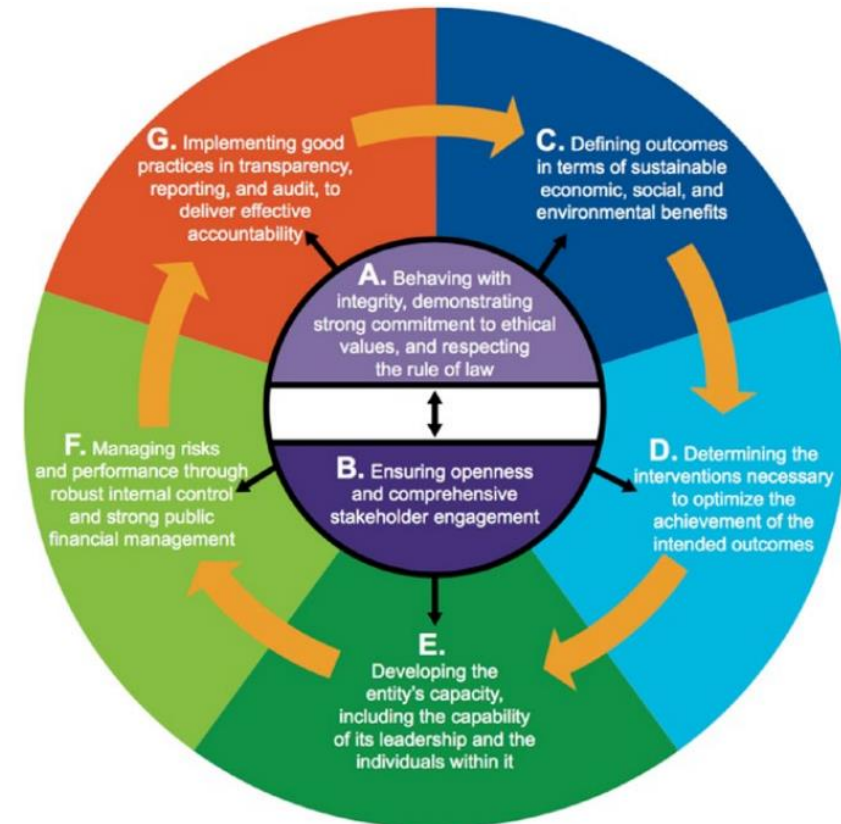 G. Implementing good
practices in transparency,
reporting, and audit, to
deliver effective
accountability
C. Defining outcomes
in terms of sustainable
economic, social, and
environmental benefits
A. Behaving with
integrity, demonstrating
strong commitment to ethical
values, and respecting
the rule of law
B. Ensuring openness
and comprehensive
stakeholder engagement
D. Determining the
interventions necessary
to optimize the
achievement of the
intended outcomes
E.
Developing the
entity's capacity,
including the capability
of its leadership and the
individuals within it
F. Managing risks
and performance through
robust internal control
and strong public
financial management